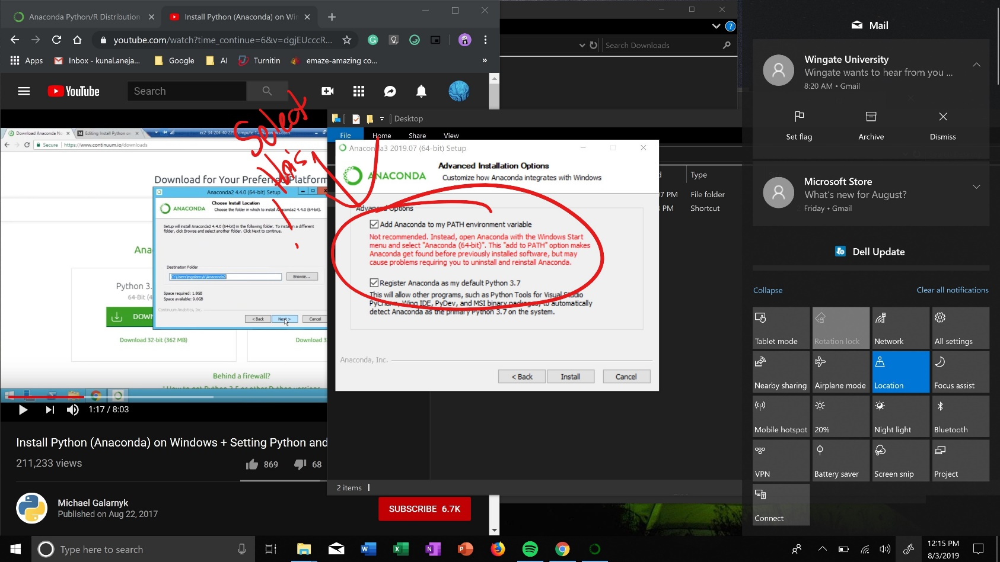 Anaconda Python/R Distribution
Install Python (Anaconda) on Wir
youtube.com/watch?time_continue=6&v=dgjEUcccR...
Apps
Inbox - kunal.aneja...
Google
AI
Turnitin
emaze-amazing co...
»
YouTube
Search
Select
this
!
Download Anaconda No
Editing Install Python on
Secure
https://www.continuum.io/downloads
Download for Your Preferred Platform
Anaconda2 4.4.0 (64-bit) Setup
ANACONDA
Choose Install Location
Choose the folder in which to install Anaconda2 4.4.0 (64-bit).
Setup will install Anaconda2 4.4.0 (64-bit) in the following folder. To install in a different
folder, click Browse and select another folder. Click Next to continue.
Destination Folder
C:\Users\mgalarnyk\Anaconda2
Browse...
Space required: 1.8GB
Space available: 9.0GB
Continuum Analytics, Inc.
< Back
Next >
Cancel
Ana
Python 3.
64-Bit (4
DOW
Download 32-bit (362 MB)
Download 3
Behind a firewall?
1:17 / 8:03
Install Python (Anaconda) on Windows + Setting Python and
211,233 views
869
68
Michael Galarnyk
Published on Aug 22, 2017
SUBSCRIBE 6.7K
Search Downloads
Desktop
File
Home
Share
View
d
Type
07 PM
File folder
3 PM
Shortcut
2 items
Anaconda3 2019.07 (64-bit) Setup
ANACONDA
Advanced Installation Options
Customize how Anaconda integrates with Windows
Advanced Options
Add Anaconda to my PATH environment variable
Not recommended. Instead, open Anaconda with the Windows Start
menu and select "Anaconda (64-bit)". This "add to PATH" option makes
Anaconda get found before previously installed software, but may
cause problems requiring you to uninstall and reinstall Anaconda.
Register Anaconda as my default Python 3.7
This will allow other programs, such as Python Tools for Visual Studio
PyCharm, Wing IDE, PyDev, and MSI binary packages, to automatically
detect Anaconda as the primary Python 3.7 on the system.
Anaconda, Inc.
< Back
Install
Cancel
Mail
Wingate University
Wingate wants to hear from you ...
8:20 AM • Gmail
Set flag
Archive
Dismiss
Microsoft Store
What's new for August?
Friday • Gmail
Dell Update
Collapse
Clear all notifications
Tablet mode
Rotation lock
Network
All settings
Nearby sharing
Airplane mode
Location
Focus assist
Mobile hotspot
20%
Night light
Bluetooth
VPN
Battery saver
Screen snip
Project
Connect
Type here to search
12:15 PM
8/3/2019